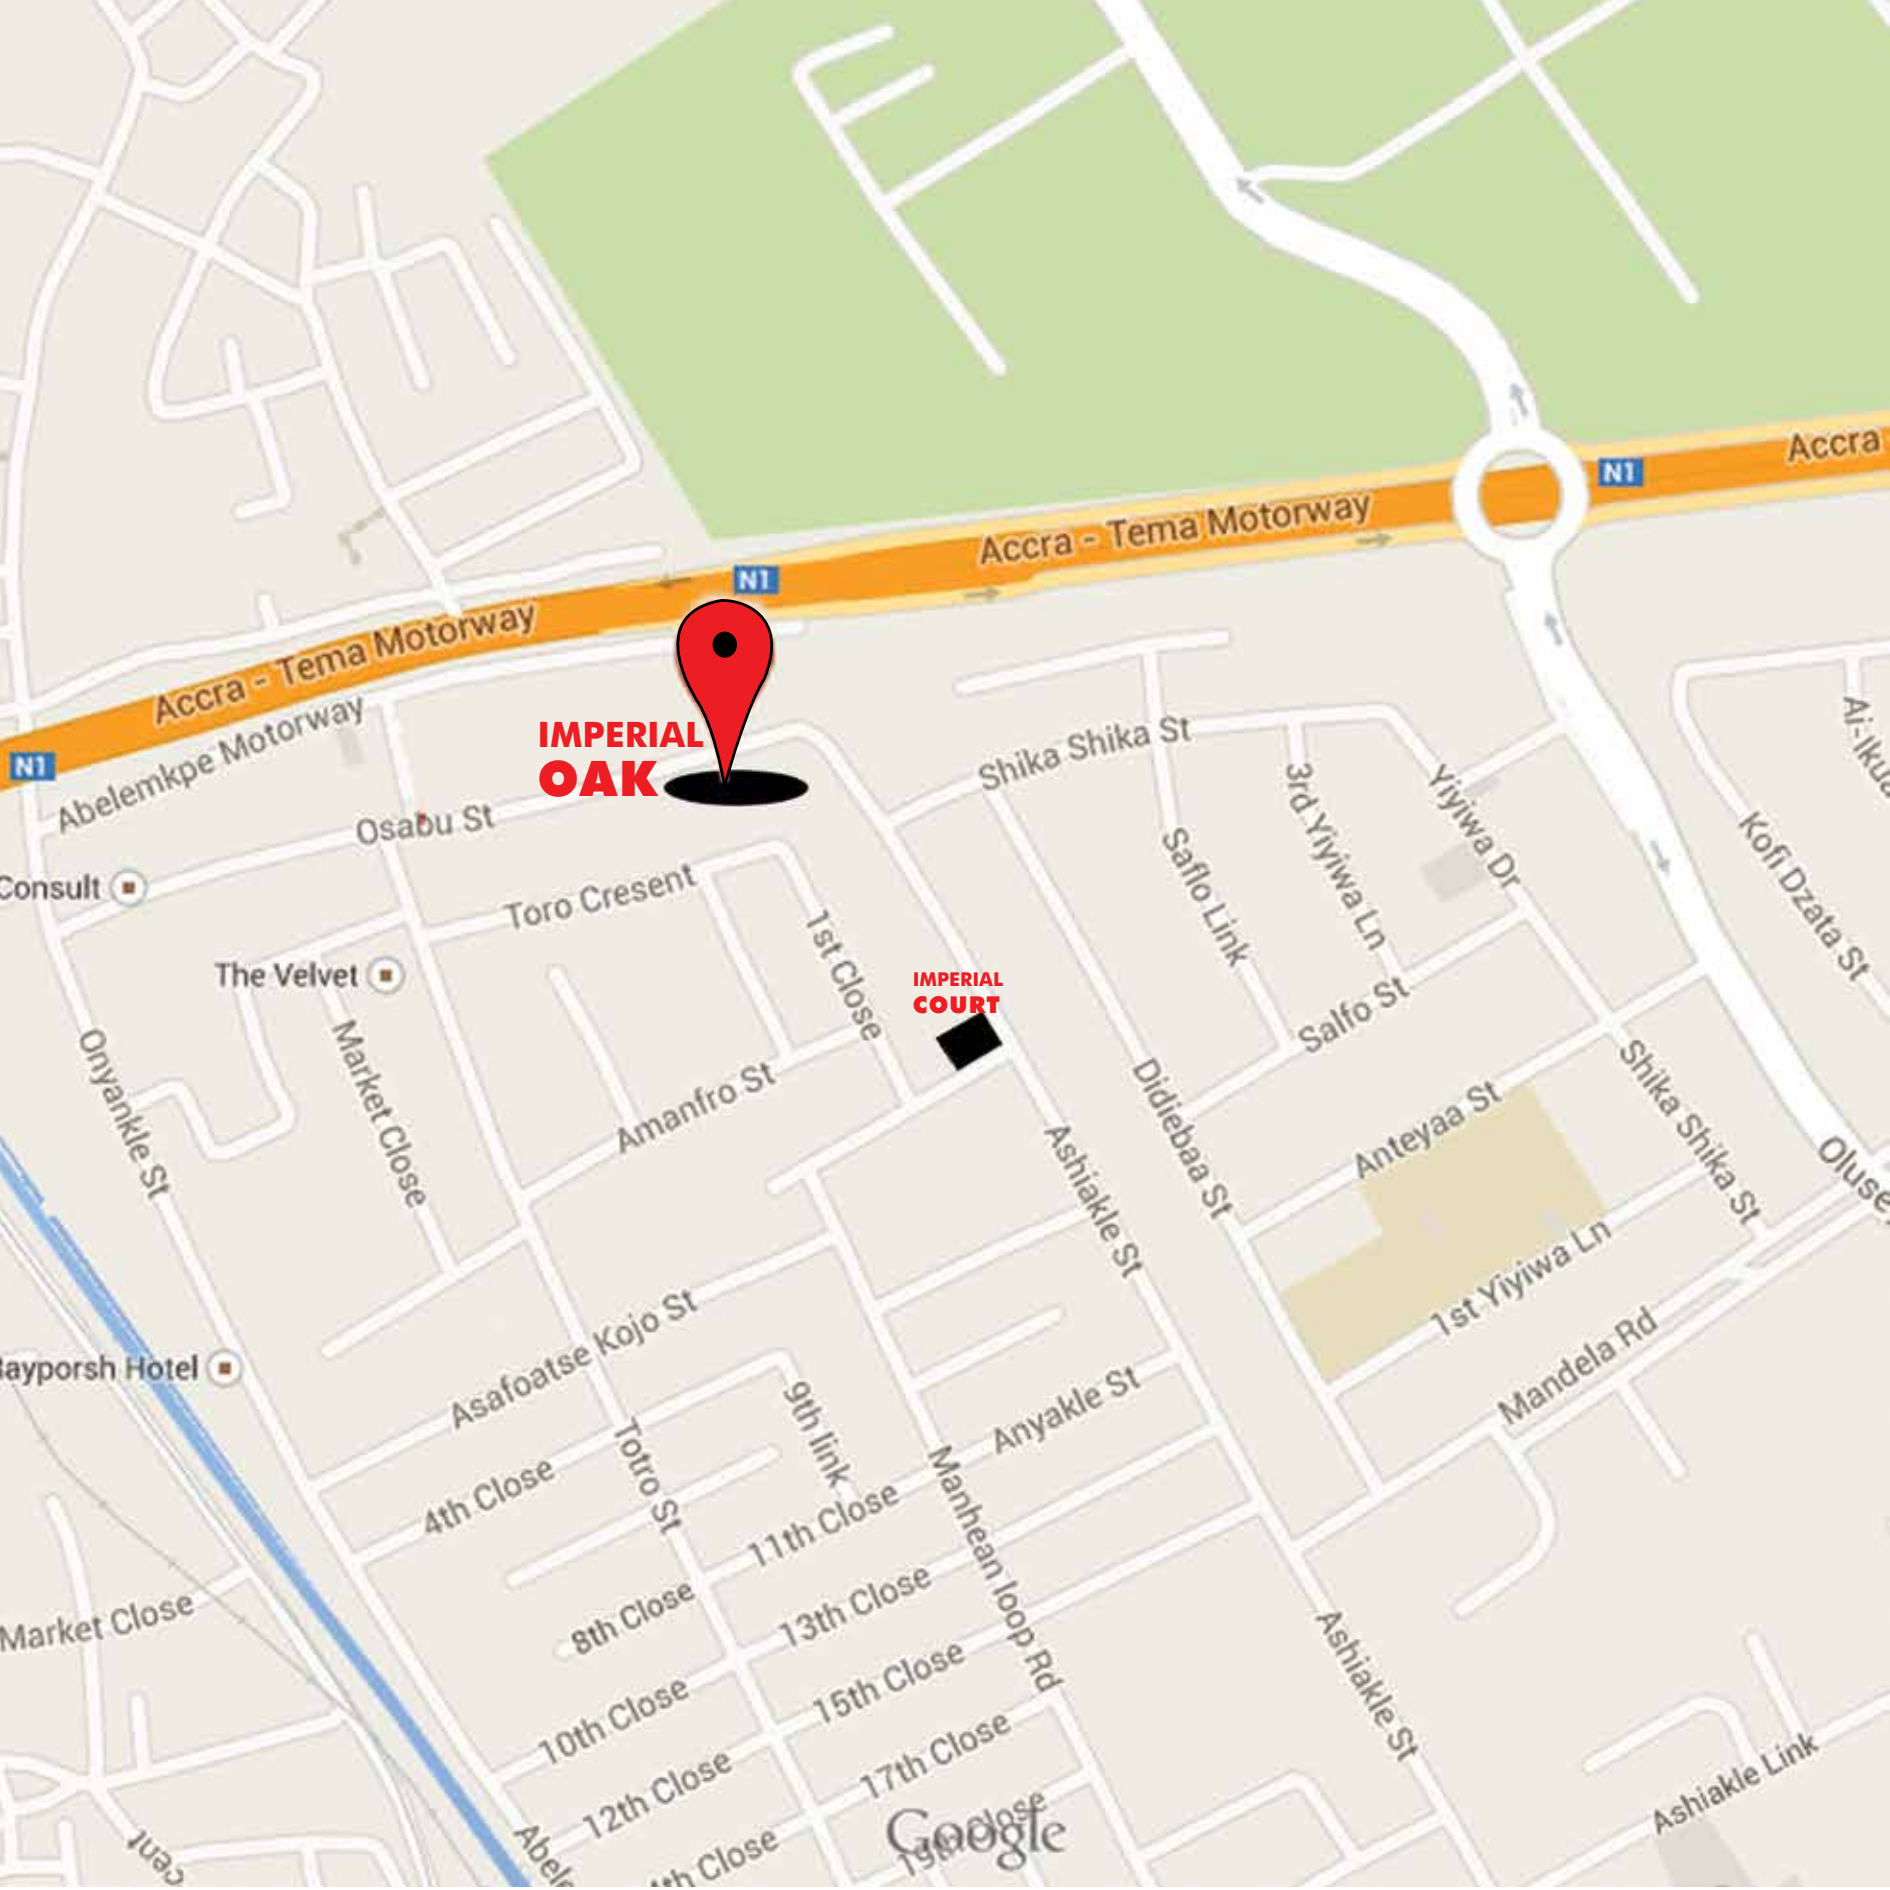 Accra
N1
Accra - Tema Motorway
N1
Accra - Tema Motorway
N1
Abelemkpe Motorway
IMPERIAL
OAK
Shika Shika St
Osabu St
3rd Yiyiwa Ln
Yiyiwa Dr
Saflo Link
Kofi Dzata St
Consult
Toro Cresent
1st Close
The Velvet
IMPERIAL
COURT
Salfo St
Onyankle St
Market Close
Amanfro St
Didiebaa St
Anteyaa St
Shika Shika St
Ashiakle St
1st Yiyiwa Ln
Mandela Rd
Asafoatse Kojo St
Hotel
9th link
Anyakle St
4th Close
Totro St
Manhean loop Rd
11th Close
8th Close
13th Close
Market Close
15th Close
10th Close
Ashiakle St
17th Close
12th Close
Ashiakle Link
19th Close
Google
Close